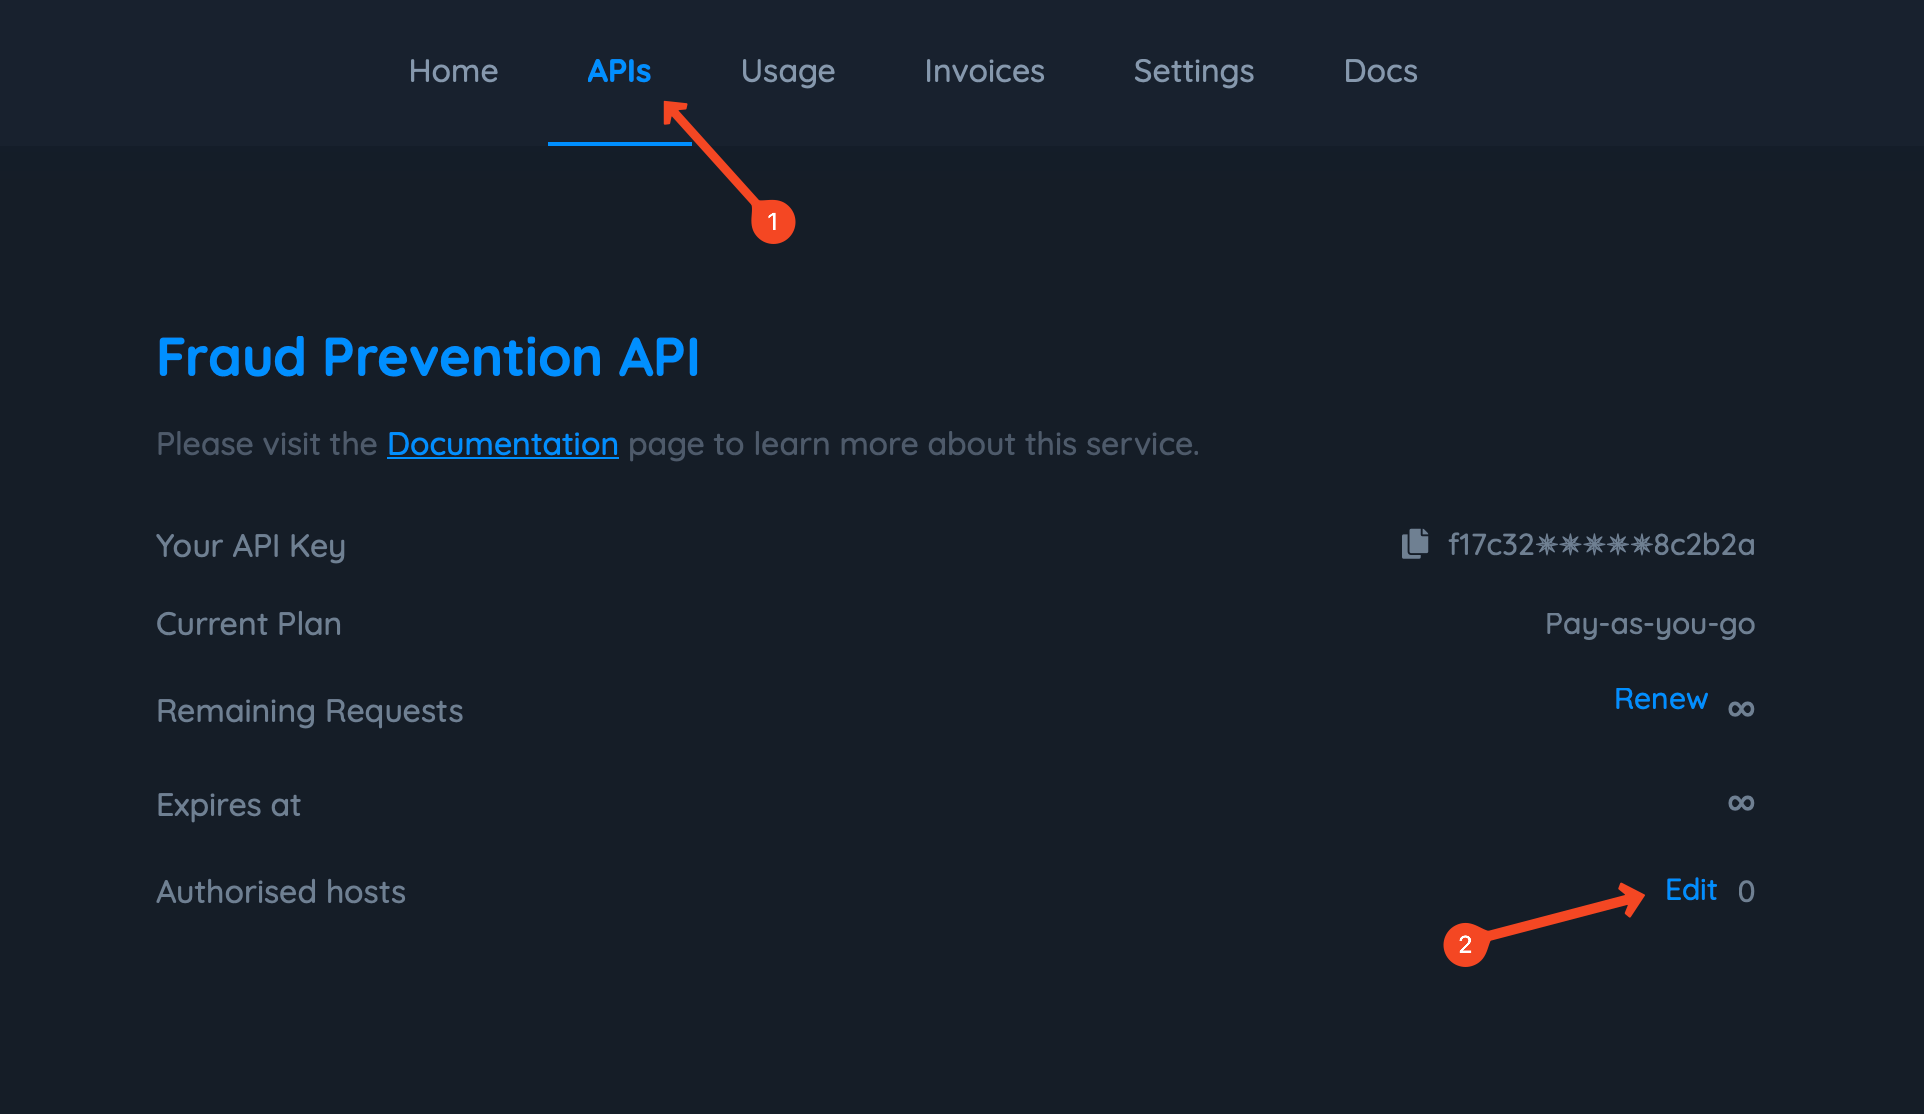 Home APIs Usage Invoices Settings Docs
1
Fraud Prevention API
Please visit the Documentation page to learn more about this service.
Your API Key f17c32✷✷✷✷✷8c2b2a
Current Plan Pay-as-you-go
Remaining Requests Renew ∞
Expires at ∞
Authorised hosts Edit 0
2